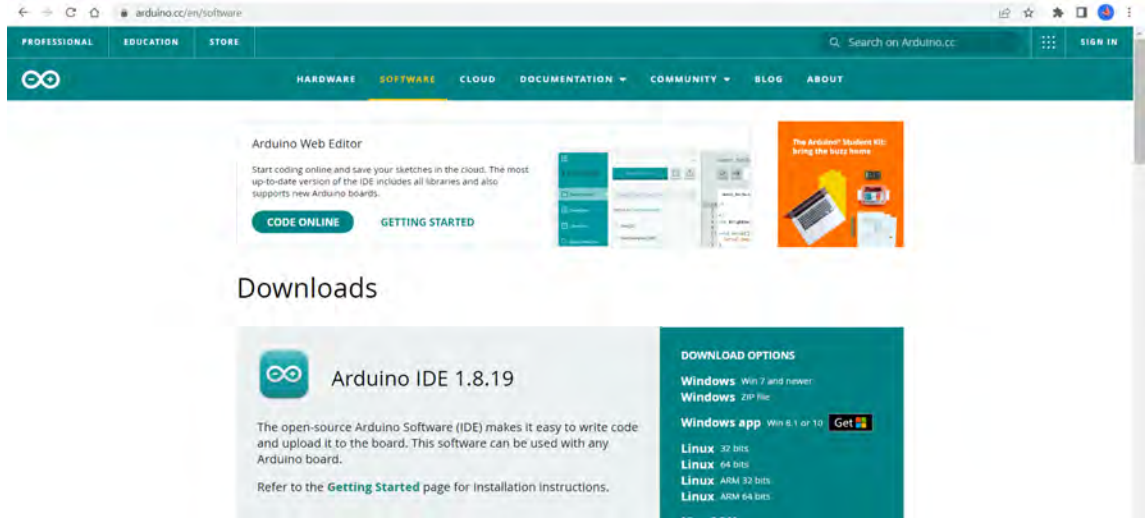 arduino.cc/en/software
PROFESSIONAL EDUCATION STORE
Search on Arduino.cc
SIGN IN
HARDWARE SOFTWARE CLOUD DOCUMENTATION COMMUNITY BLOG ABOUT
Arduino Web Editor
Start coding online and save your sketches in the cloud. The most
up-to-date version of the IDE includes all libraries and also
supports new Arduino boards.
CODE ONLINE GETTING STARTED
The Arduino® Student Kit:
bring the buzz home
Downloads
Arduino IDE 1.8.19
The open-source Arduino Software (IDE) makes it easy to write code
and upload it to the board. This software can be used with any
Arduino board.
Refer to the Getting Started page for Installation instructions.
DOWNLOAD OPTIONS
Windows Win 7 and newer
Windows ZIP file
Windows app Win 8.1 or 10 Get
Linux 32 bits
Linux 64 bits
Linux ARM 32 bits
Linux ARM 64 bits